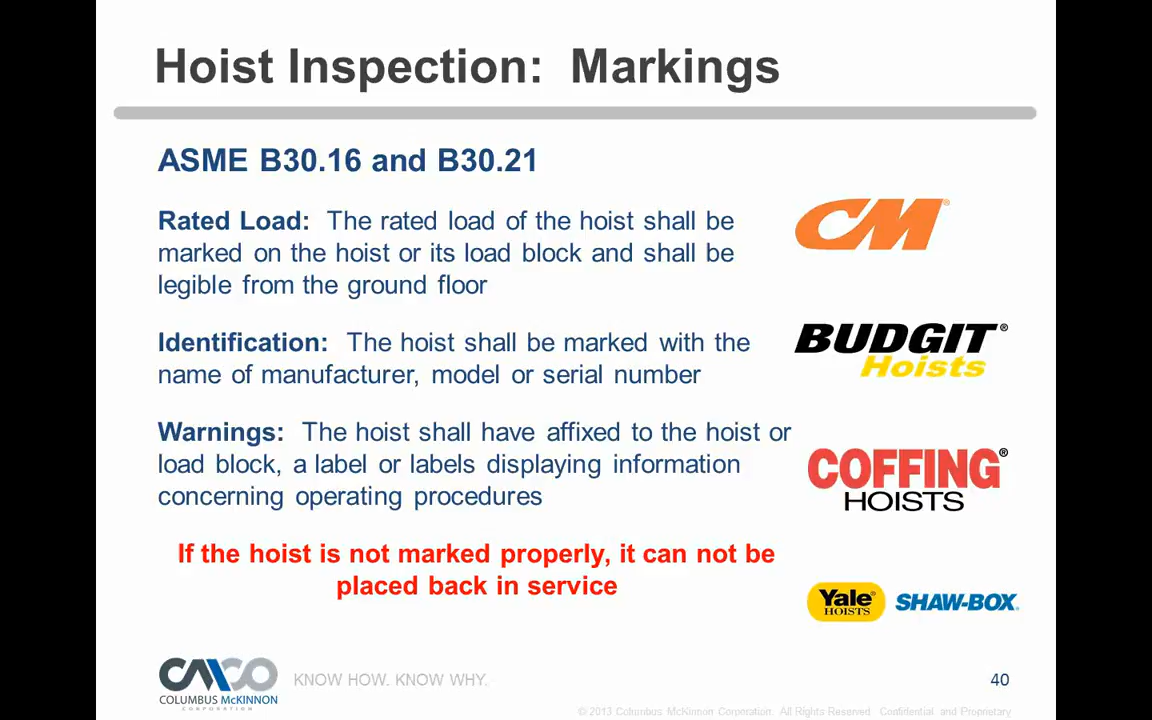 Hoist Inspection: Markings
ASME B30.16 and B30.21
Rated Load: The rated load of the hoist shall be
marked on the hoist or its load block and shall be
legible from the ground floor
Identification: The hoist shall be marked with the
name of manufacturer, model or serial number
Warnings: The hoist shall have affixed to the hoist or
load block, a label or labels displaying information
concerning operating procedures
If the hoist is not marked properly, it can not be
placed back in service
CM®
BUDGIT®
Hoists
COFFING®
HOISTS
Yale®
HOISTS
SHAW-BOX®
CMCO
COLUMBUS McKINNON
CORPORATION
KNOW HOW. KNOW WHY.
40
© 2013 Columbus McKinnon Corporation. All Rights Reserved. Confidential and Proprietary